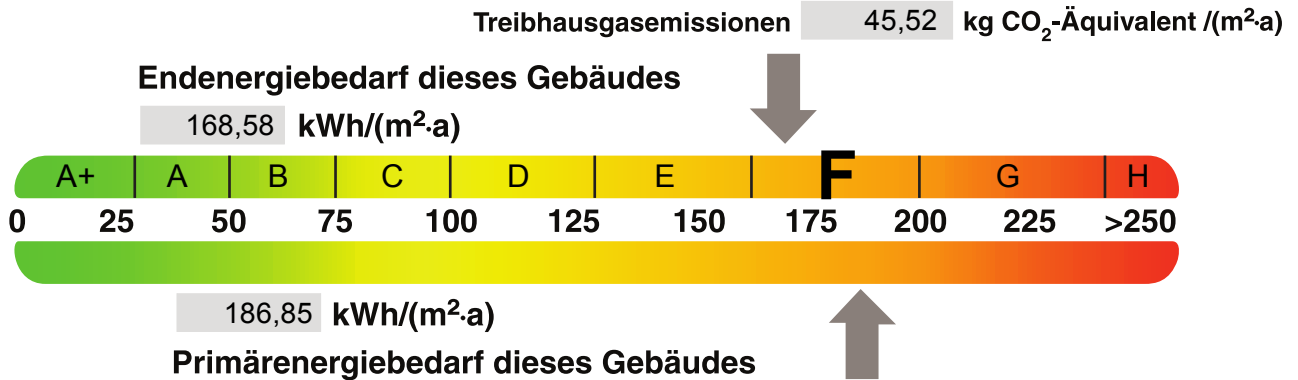 Treibhausgasemissionen 45,52 kg CO₂-Äquivalent /(m²·a)
Endenergiebedarf dieses Gebäudes
168,58 kWh/(m²·a)
A+ A B C D E F G H
0 25 50 75 100 125 150 175 200 225 >250
186,85 kWh/(m²·a)
Primärenergiebedarf dieses Gebäudes